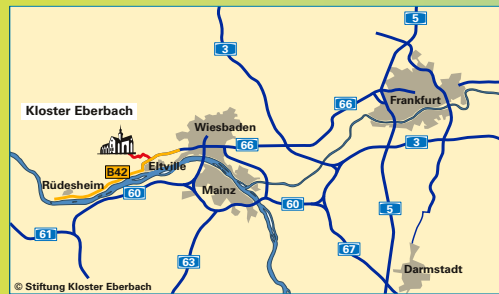 5
3
66
Frankfurt
Kloster Eberbach
Wiesbaden
66
3
B42
Eltville
Rüdesheim
Mainz
60
60
5
61
67
63
Darmstadt
© Stiftung Kloster Eberbach